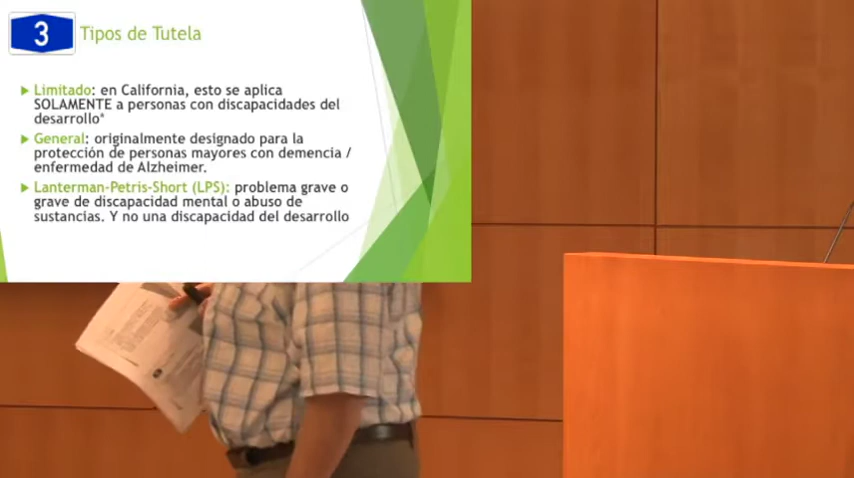 3 Tipos de Tutela
Limitado: en California, esto se aplica
SOLAMENTE a personas con discapacidades del
desarrollo*
General: originalmente designado para la
protección de personas mayores con demencia /
enfermedad de Alzheimer.
Lanterman-Petris-Short (LPS): problema grave o
grave de discapacidad mental o abuso de
sustancias. Y no una discapacidad del desarrollo